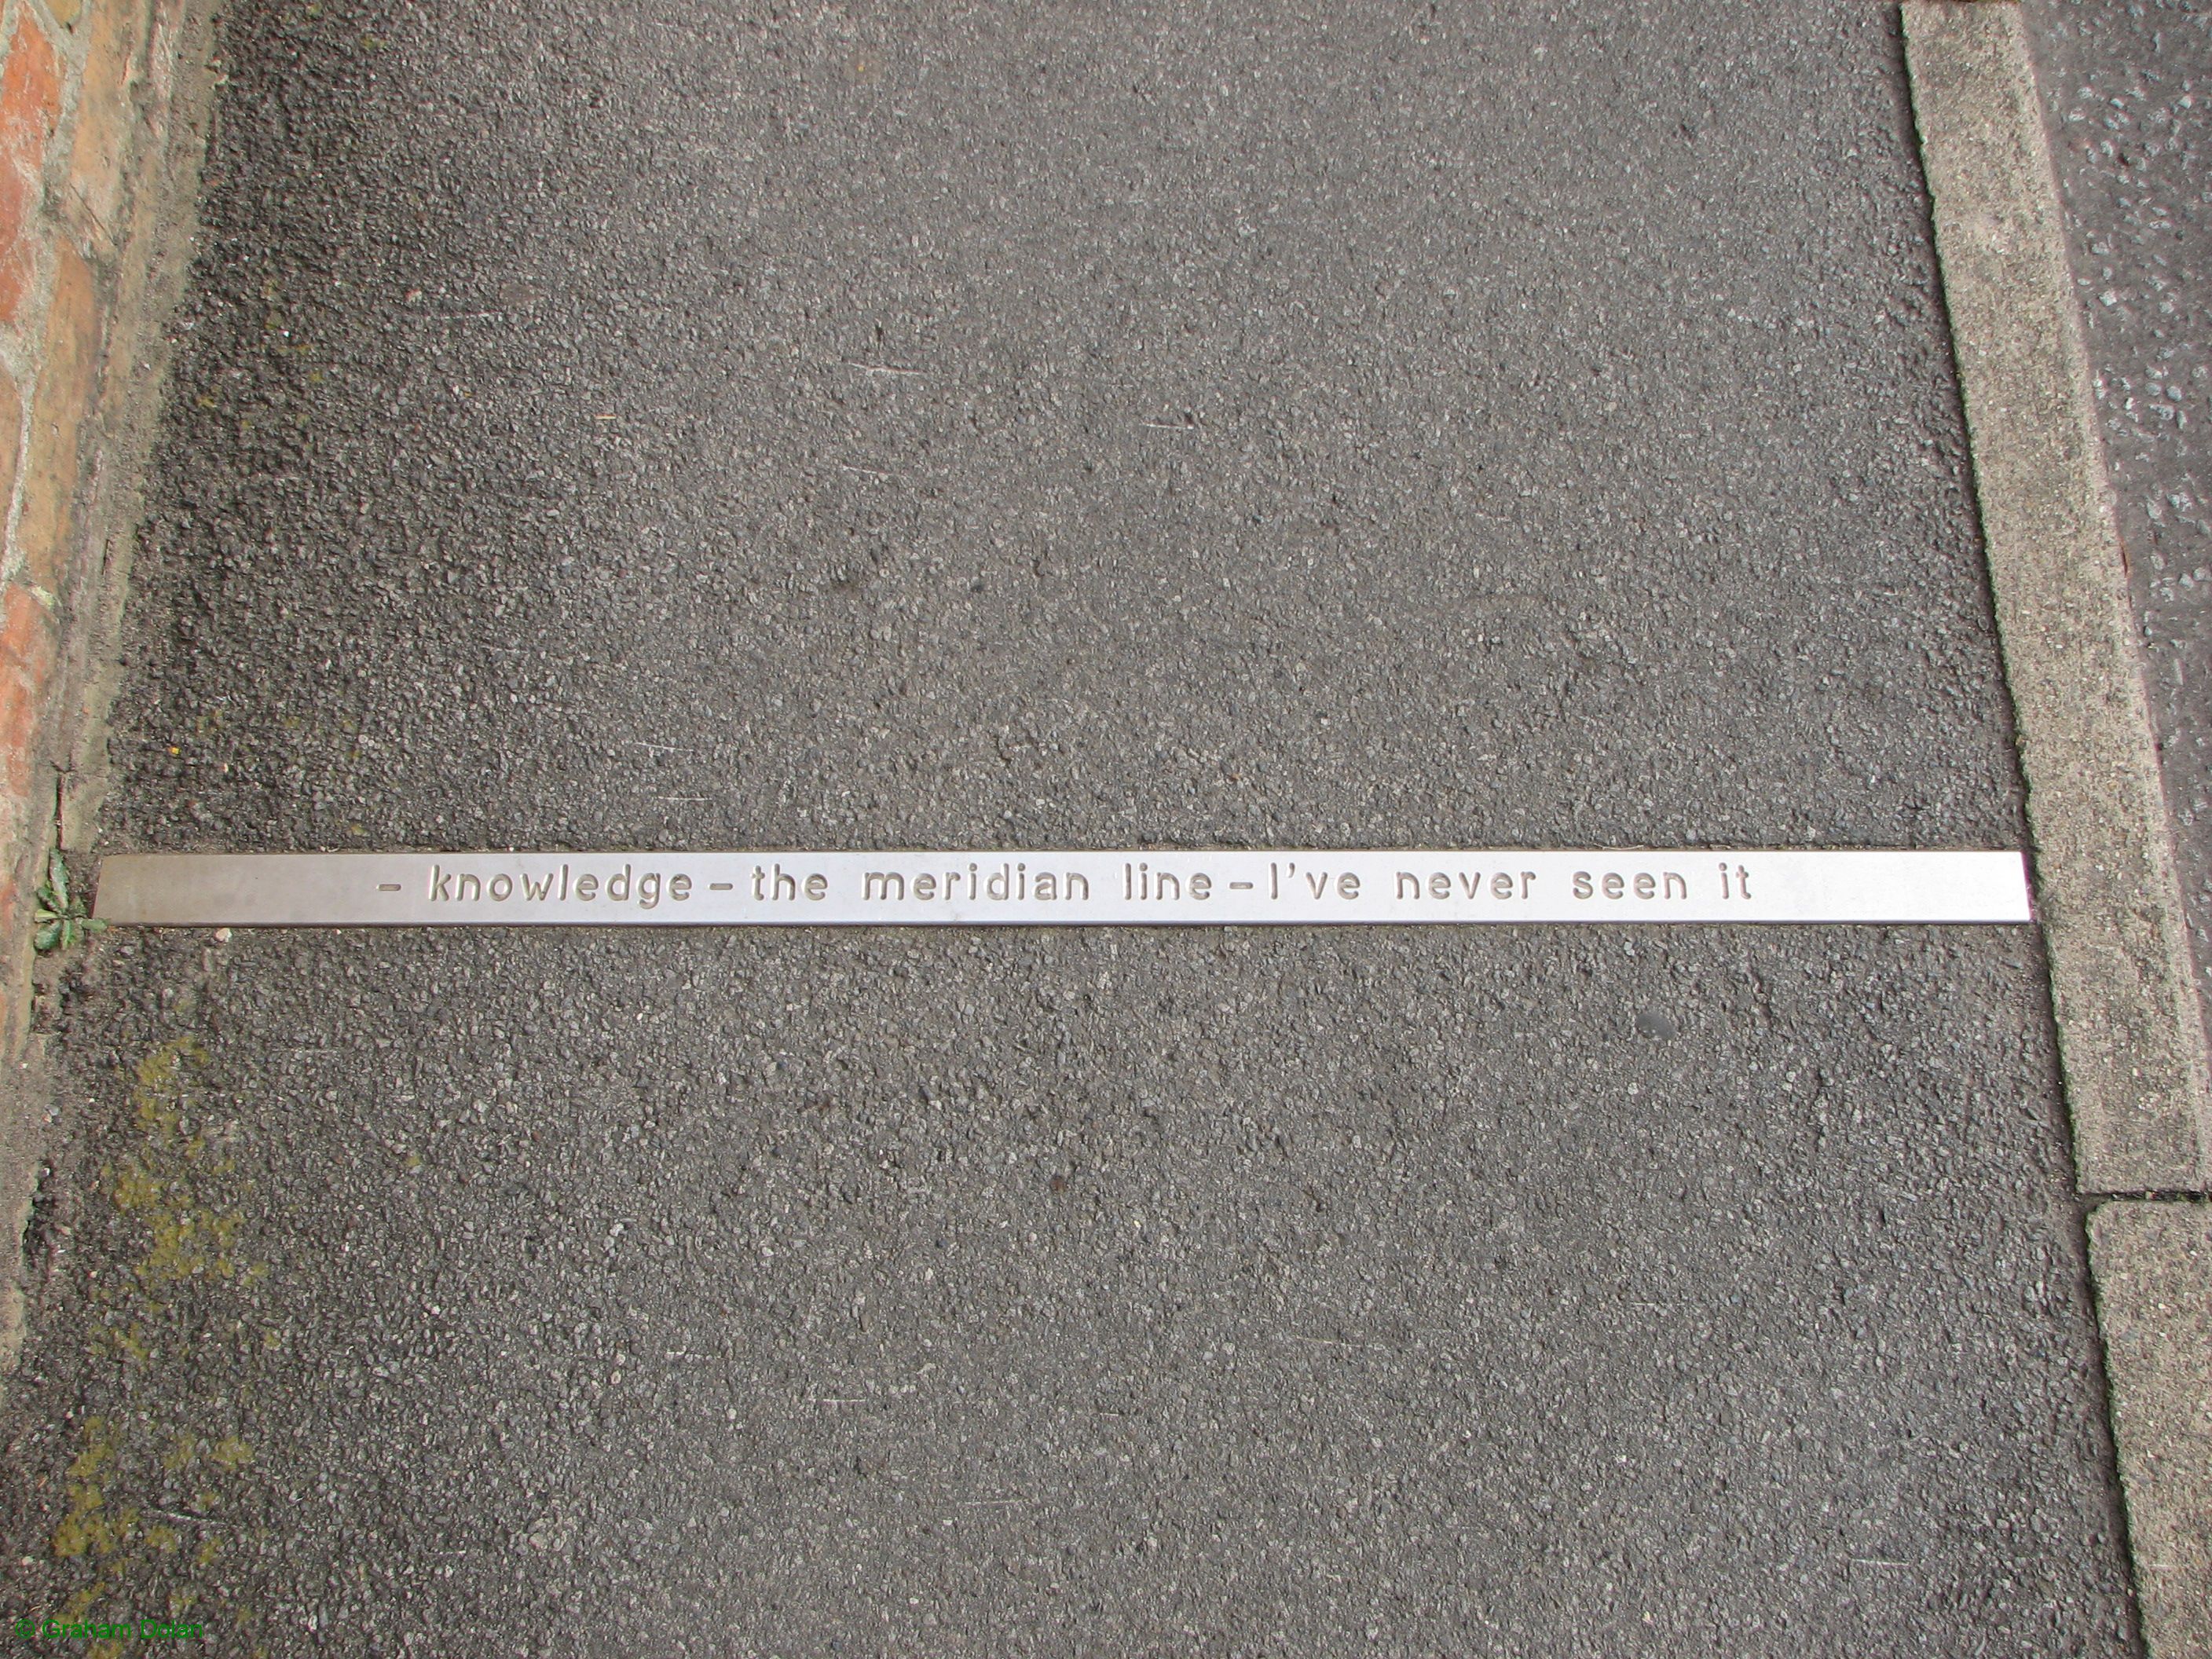 - knowledge - the meridian line - I've never seen it
© Graham Dolan